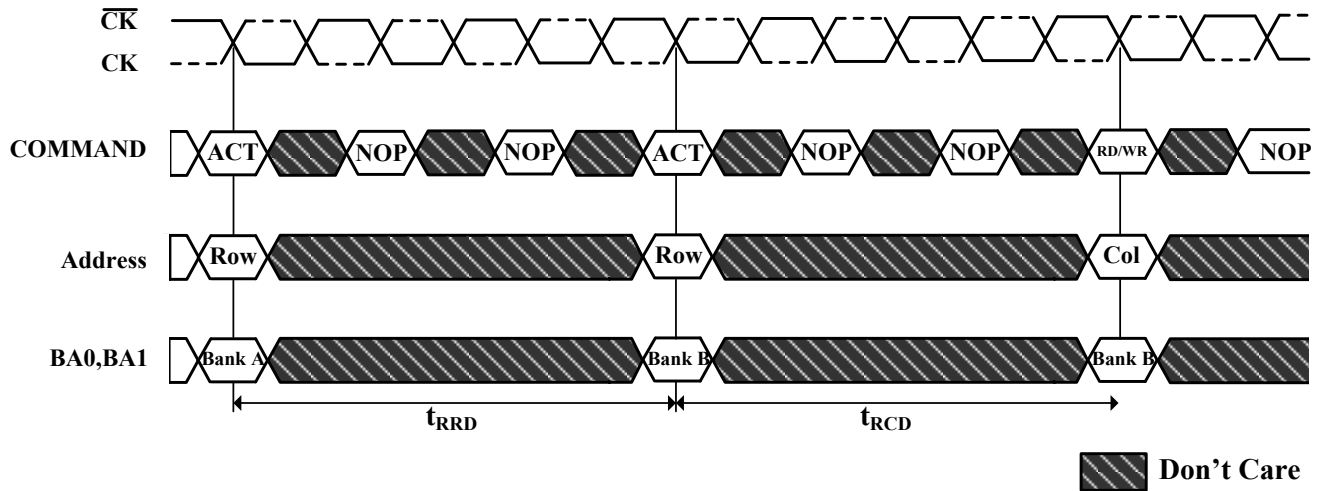 CK
CK
COMMAND ACT NOP NOP ACT NOP NOP RD/WR NOP
Address Row Row Col
BA0,BA1 Bank A Bank B Bank B
tRRD tRCD
Don't Care